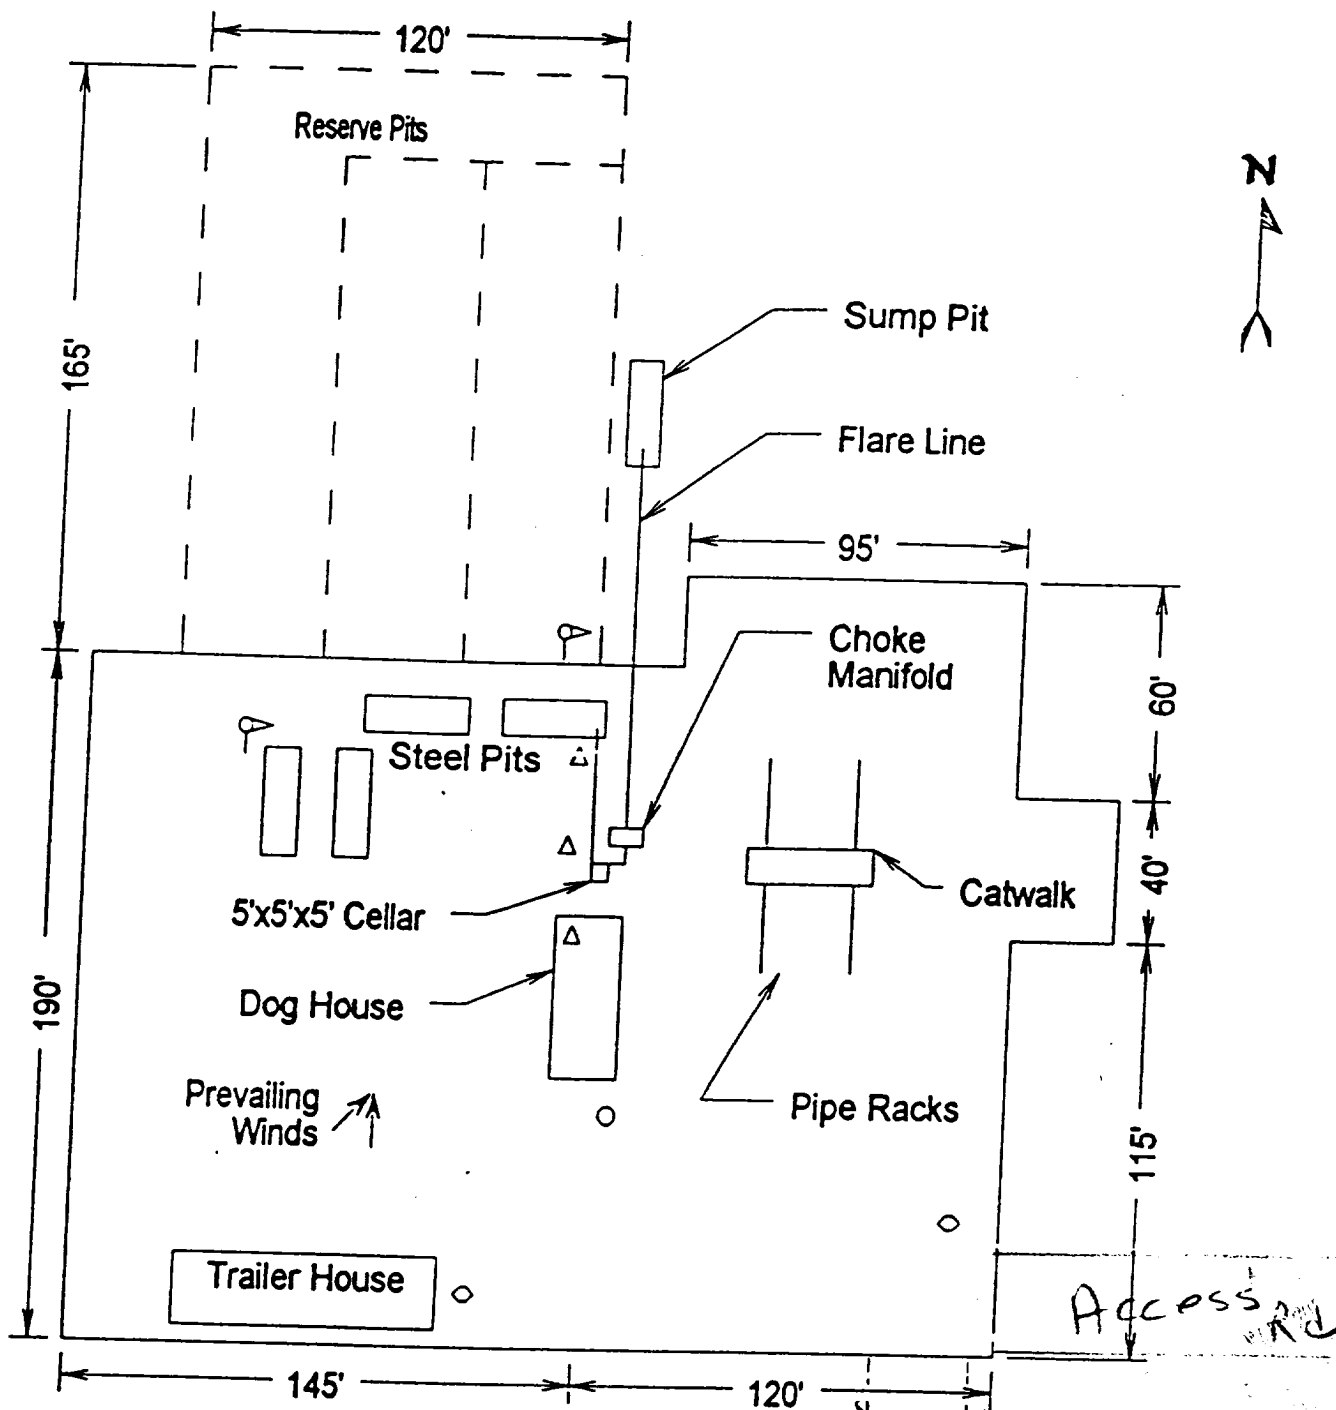 120'
Reserve Pits
N
165'
Sump Pit
Flare Line
95'
Choke
Manifold
60'
Steel Pits
40'
Catwalk
5'x5'x5' Cellar
190'
Dog House
Prevailing
Winds
Pipe Racks
115'
Trailer House
Access Rd
145'
120'